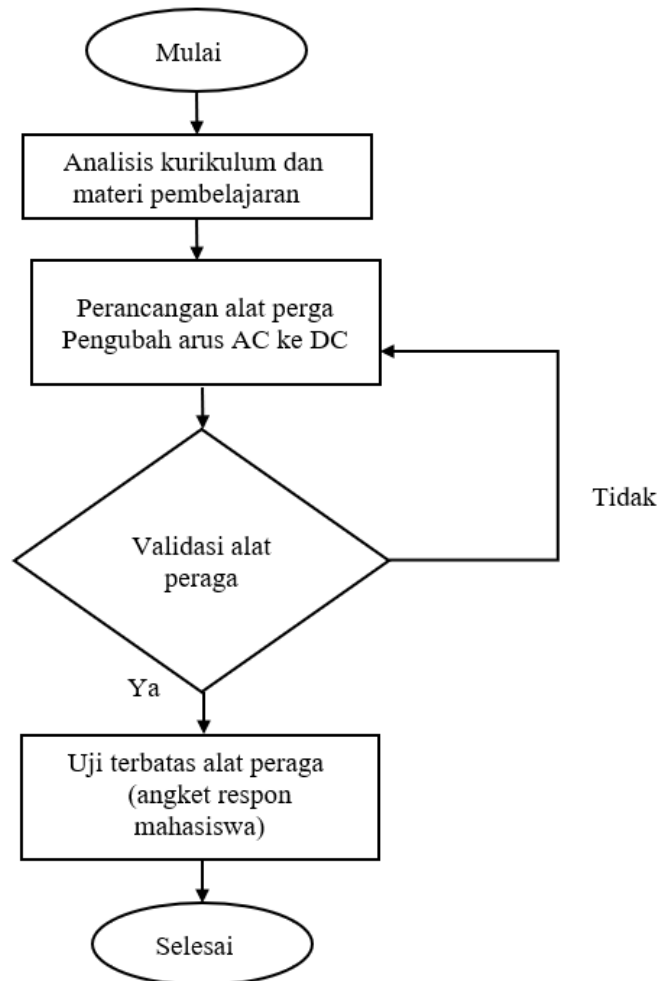 Mulai
Analisis kurikulum dan
materi pembelajaran
Perancangan alat perga
Pengubah arus AC ke DC
Tidak
Validasi alat
peraga
Ya
Uji terbatas alat peraga
(angket respon
mahasiswa)
Selesai